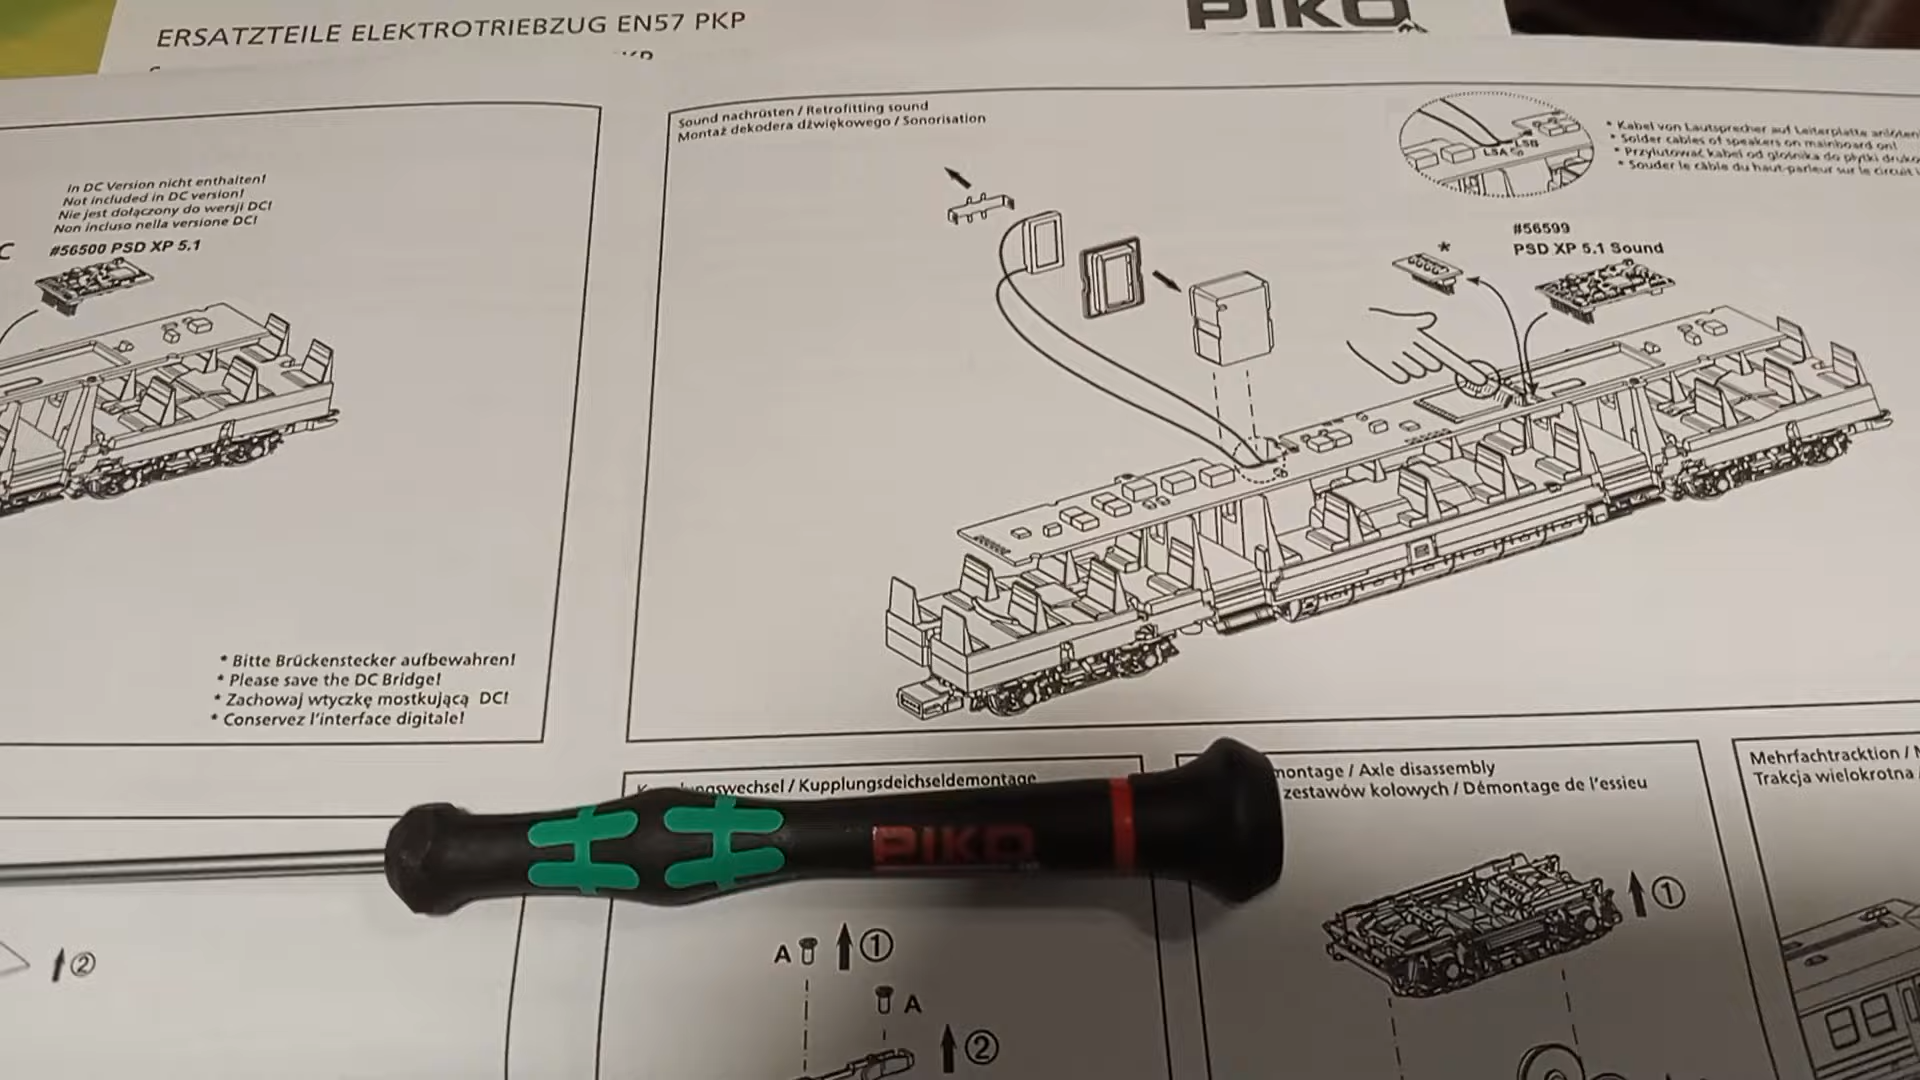 ERSATZTEILE ELEKTROTRIEBZUG EN57 PKP
PIKO
In DC Version nicht enthalten!
Not included in DC version!
Nie jest dołączony do wersji DC!
Non incluso nella versione DC!
C
#56500 PSD XP 5.1
* Bitte Brückenstecker aufbewahren!
* Please save the DC Bridge!
* Zachowaj wtyczkę mostkującą DC!
* Conservez l'interface digitale!
Sound nachrüsten / Retrofitting sound
Montaż dekodera dźwiękowego / Sonorisation
LSA LSB
* Kabel von Lautsprecher auf Leiterplatte anlöten
* Solder cables of speakers on mainboard on!
* Przylutować kabel od głośnika do płytki
* Souder le câble du haut-parleur sur le circuit
#56599
PSD XP 5.1 Sound
*
ngswechsel / Kupplungsdeichseldemontage
montage / Axle disassembly
zestawów kolowych / Démontage de l'essieu
Mehrfachtracktion /
Trakcja wielokrotna
PIKO
2
A 1
A
2
1